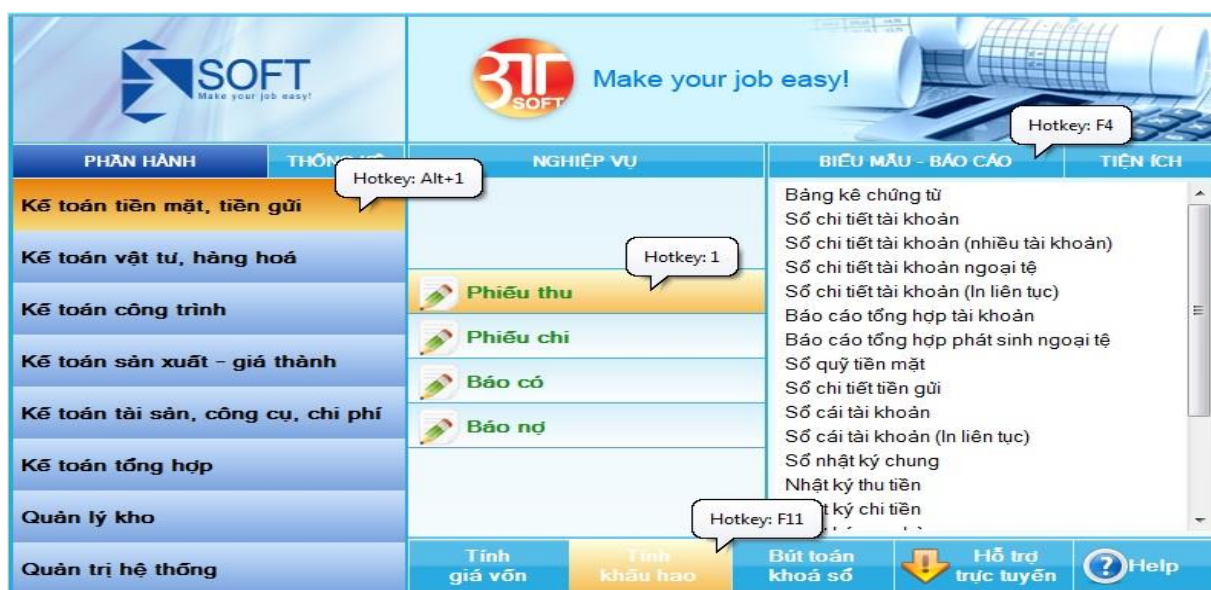 SOFT
Make your job easy!
3TSOFT
Make your job easy!
Hotkey: F4
PHÂN HÀNH
NGHIỆP VỤ
BIỂU MẪU - BÁO CÁO
TIỆN ÍCH
Hotkey: Alt+1
Kế toán tiền mặt, tiền gửi
Kế toán vật tư, hàng hoá
Kế toán công trình
Kế toán sản xuất - giá thành
Kế toán tài sản, công cụ, chi phí
Kế toán tổng hợp
Quản lý kho
Quản trị hệ thống
Hotkey: 1
Phiếu thu
Phiếu chi
Báo có
Báo nợ
Bảng kê chứng từ
Sổ chi tiết tài khoản
Sổ chi tiết tài khoản (nhiều tài khoản)
Sổ chi tiết tài khoản ngoại tệ
Sổ chi tiết tài khoản (In liên tục)
Báo cáo tổng hợp tài khoản
Báo cáo tổng hợp phát sinh ngoại tệ
Sổ quỹ tiền mặt
Sổ chi tiết tiền gửi
Sổ cái tài khoản
Sổ cái tài khoản (In liên tục)
Sổ nhật ký chung
Nhật ký thu tiền
ký chi tiền
Hotkey: F11
Tính
giá vốn
Tính
khấu hao
Bút toán
khoá sổ
Hỗ trợ
trực tuyến
Help